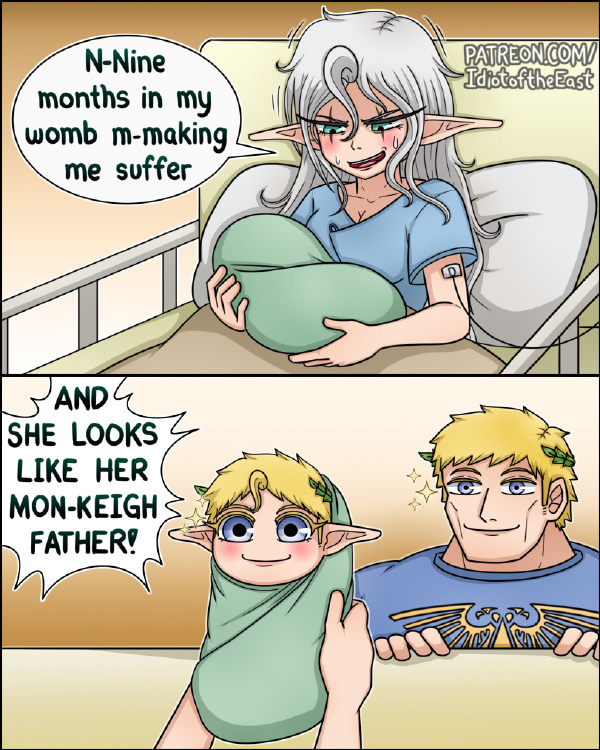 N-Nine
months in my
womb m-making
me suffer
PATREON.COM/
IdiotoftheEast
AND
SHE LOOKS
LIKE HER
MON-KEIGH
FATHER!